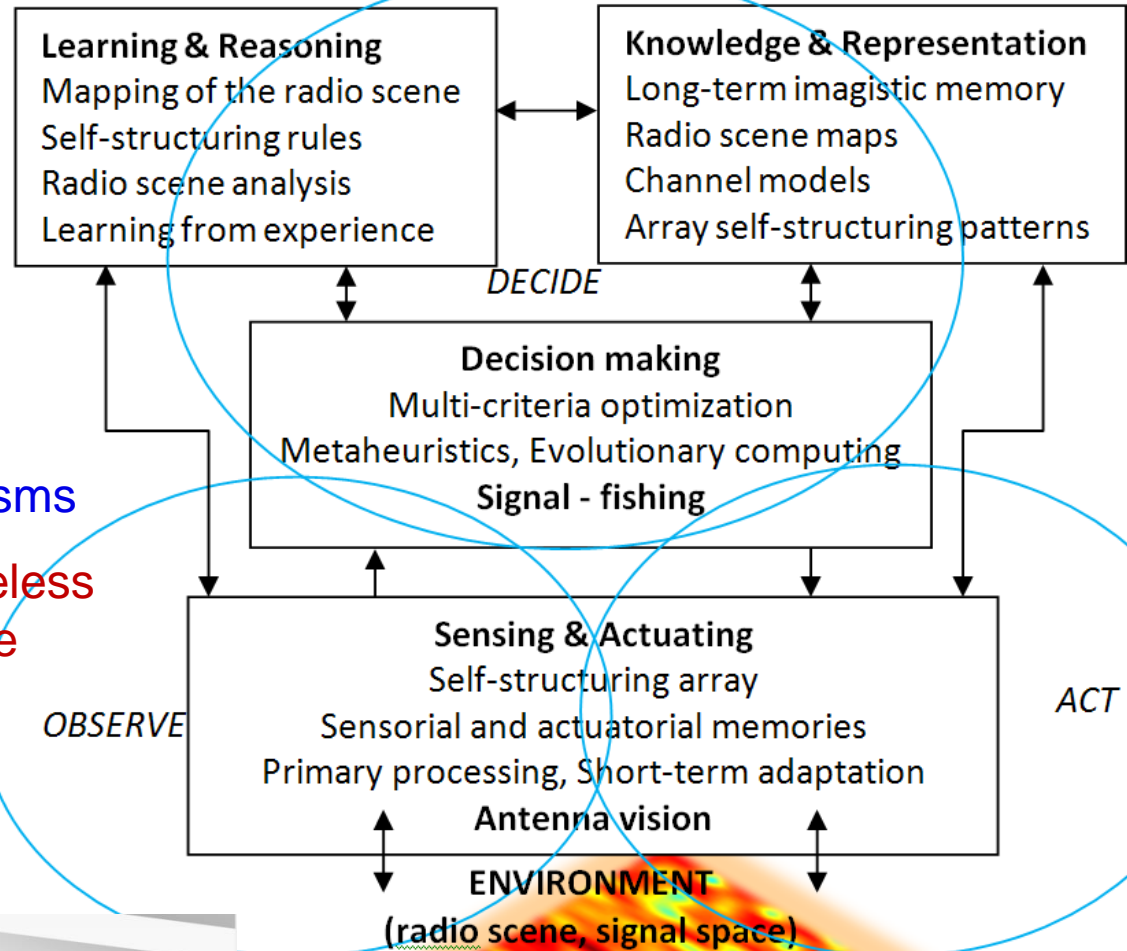 Learning & Reasoning
Mapping of the radio scene
Self-structuring rules
Radio scene analysis
Learning from experience
Knowledge & Representation
Long-term imagistic memory
Radio scene maps
Channel models
Array self-structuring patterns
DECIDE
Decision making
Multi-criteria optimization
Metaheuristics, Evolutionary computing
Signal - fishing
sms
eless
e
OBSERVE
Sensing & Actuating
Self-structuring array
Sensorial and actuatorial memories
Primary processing, Short-term adaptation
Antenna vision
ACT
ENVIRONMENT
(radio scene, signal space)